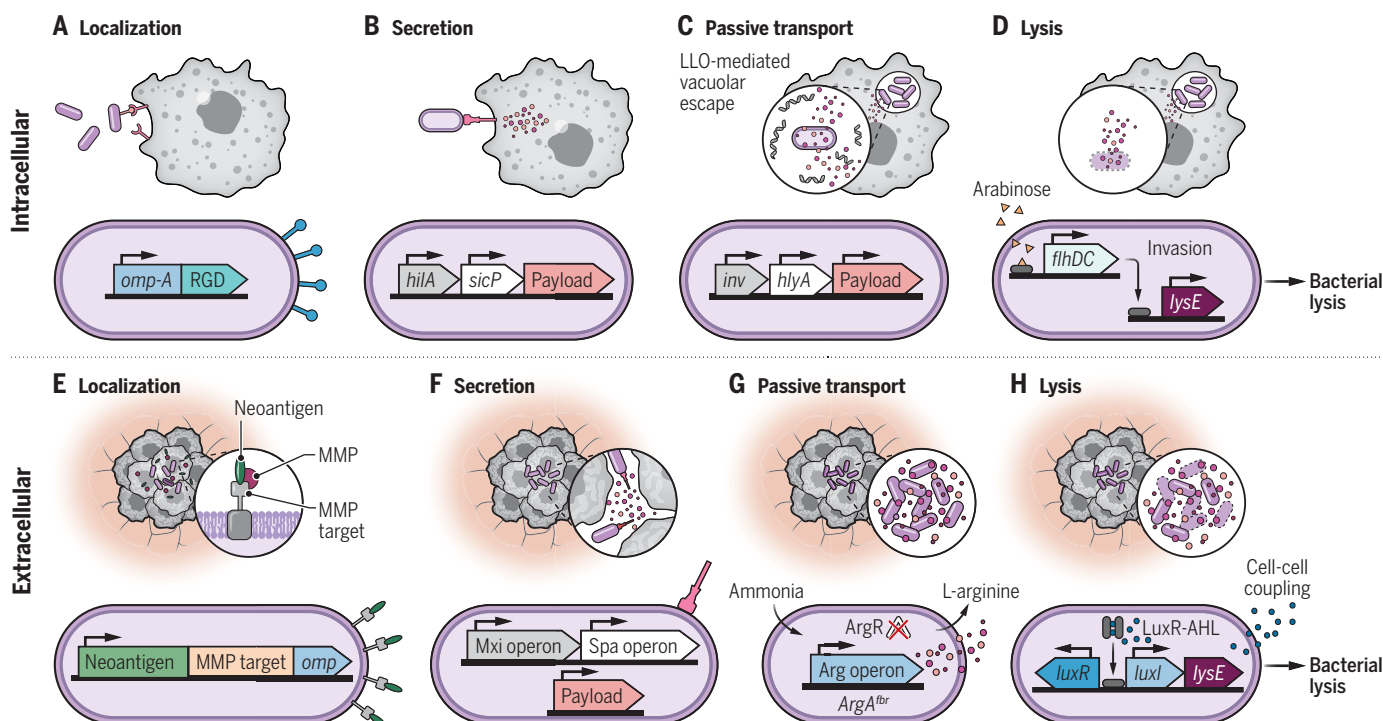 A Localization
B Secretion
C Passive transport
D Lysis
Intracellular
LLO-mediated
vacuolar
escape
Arabinose
omp-A RGD
hilA sicP Payload
inv hlyA Payload
flhDC
Invasion
lysE
Bacterial
lysis
E Localization
F Secretion
G Passive transport
H Lysis
Extracellular
Neoantigen
MMP
MMP
target
Neoantigen MMP target omp
Mxi operon Spa operon
Payload
Ammonia
L-arginine
ArgR
Arg operon
ArgAfbr
Cell-cell
coupling
LuxR-AHL
luxR luxI lysE
Bacterial
lysis